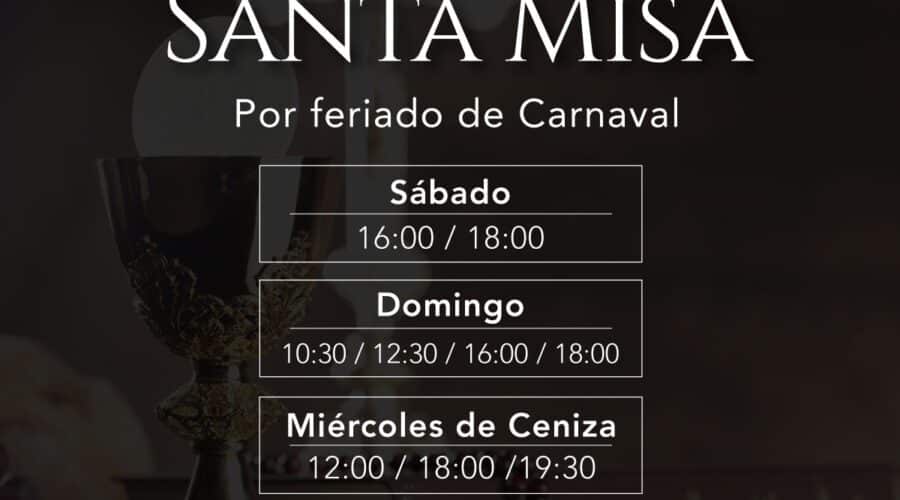 SANTA MISA
Por feriado de Carnaval
Sábado
16:00 / 18:00
Domingo
10:30 / 12:30 / 16:00 / 18:00
Miércoles de Ceniza
12:00 / 18:00 /19:30